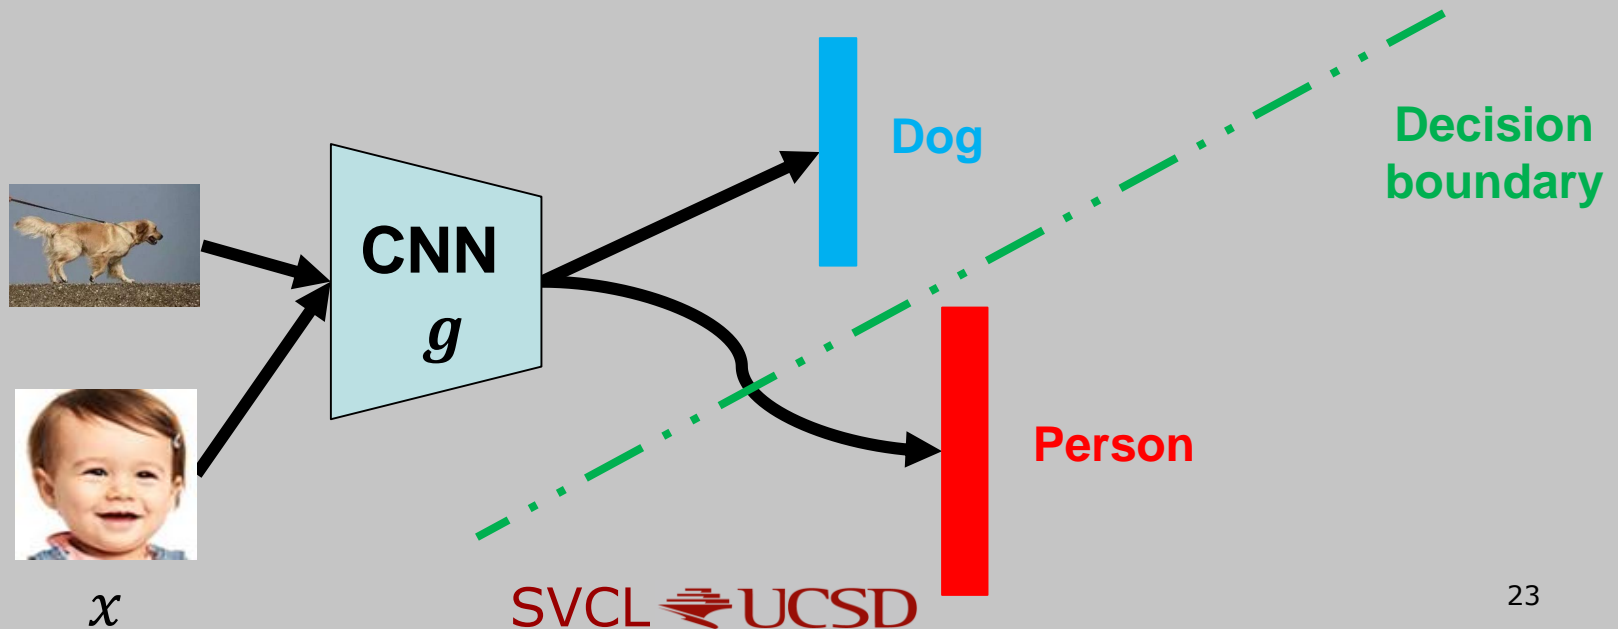 Dog
Decision
boundary
CNN
g
Person
x
SVCL UCSD
23